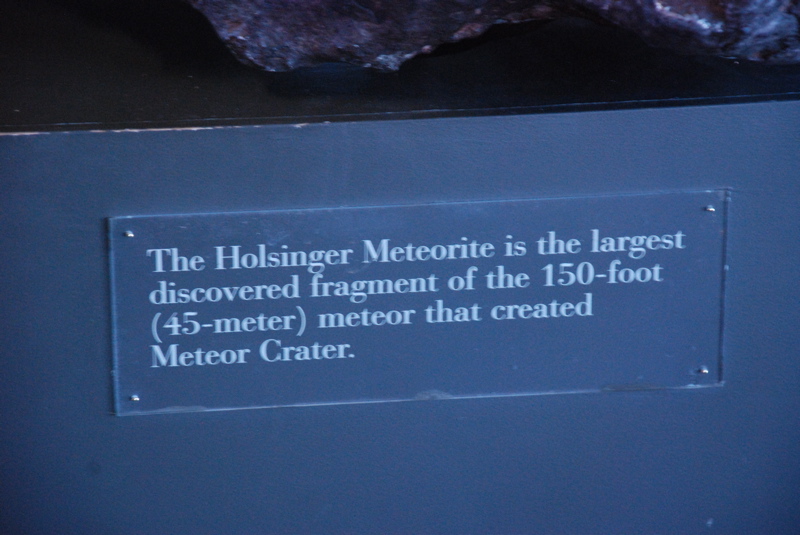 The Holsinger Meteorite is the largest
discovered fragment of the 150-foot
(45-meter) meteor that created
Meteor Crater.